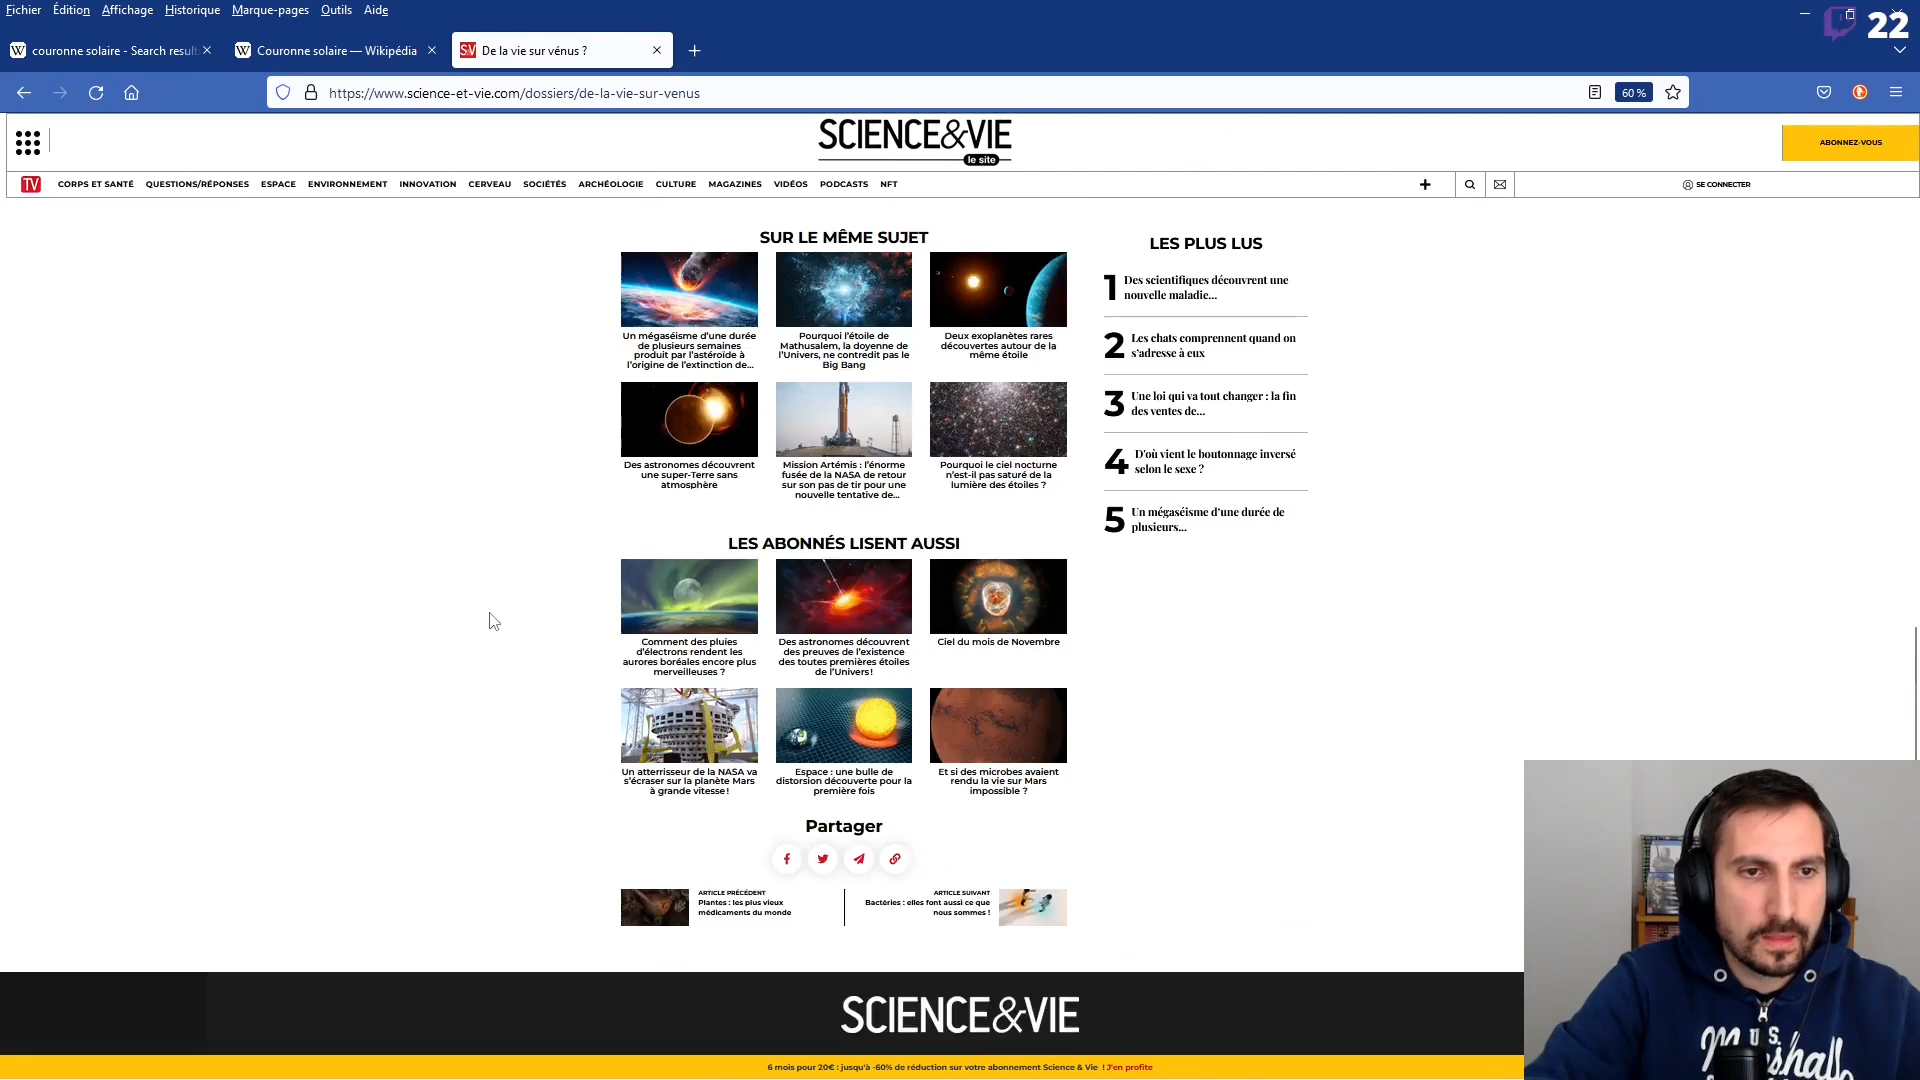 Fichier Édition Affichage Historique Marque-pages Outils Aide
22
couronne solaire - Search result
Couronne solaire — Wikipédia
De la vie sur vénus ?
https://www.science-et-vie.com/dossiers/de-la-vie-sur-venus
60 %
SCIENCE&VIE
le site
ABONNEZ-VOUS
TV CORPS ET SANTÉ QUESTIONS/RÉPONSES ESPACE ENVIRONNEMENT INNOVATION CERVEAU SOCIÉTÉS ARCHÉOLOGIE CULTURE MAGAZINES VIDÉOS PODCASTS NFT
SE CONNECTER
SUR LE MÊME SUJET
Un mégaséisme d'une durée
de plusieurs semaines
produit par l'astéroïde à
l'origine de l'extinction de...
Pourquoi l'étoile de
Mathusalem, la doyenne de
l'Univers, ne contredit pas le
Big Bang
Deux exoplanètes rares
découvertes autour de la
même étoile
Des astronomes découvrent
une super-Terre sans
atmosphère
Mission Artémis : l'énorme
fusée de la NASA de retour
sur son pas de tir pour une
nouvelle tentative de...
Pourquoi le ciel nocturne
n'est-il pas saturé de la
lumière des étoiles ?
LES ABONNÉS LISENT AUSSI
Comment des pluies
d'électrons rendent les
aurores boréales encore plus
merveilleuses ?
Des astronomes découvrent
des preuves de l'existence
des toutes premières étoiles
de l'Univers !
Ciel du mois de Novembre
Un atterrisseur de la NASA va
s'écraser sur la planète Mars
à grande vitesse !
Espace : une bulle de
distorsion découverte pour la
première fois
Et si des microbes avaient
rendu la vie sur Mars
impossible ?
Partager
ARTICLE PRÉCÉDENT
Plantes : les plus vieux
médicaments du monde
ARTICLE SUIVANT
Bactéries : elles font aussi ce que
nous sommes !
LES PLUS LUS
1 Des scientifiques découvrent une
nouvelle maladie...
2 Les chats comprennent quand on
s'adresse à eux
3 Une loi qui va tout changer : la fin
des ventes de...
4 D'où vient le boutonnage inversé
selon le sexe ?
5 Un mégaséisme d'une durée de
plusieurs...
SCIENCE&VIE
6 mois pour 20€ : jusqu'à -60% de réduction sur votre abonnement Science & Vie ! J'en profite